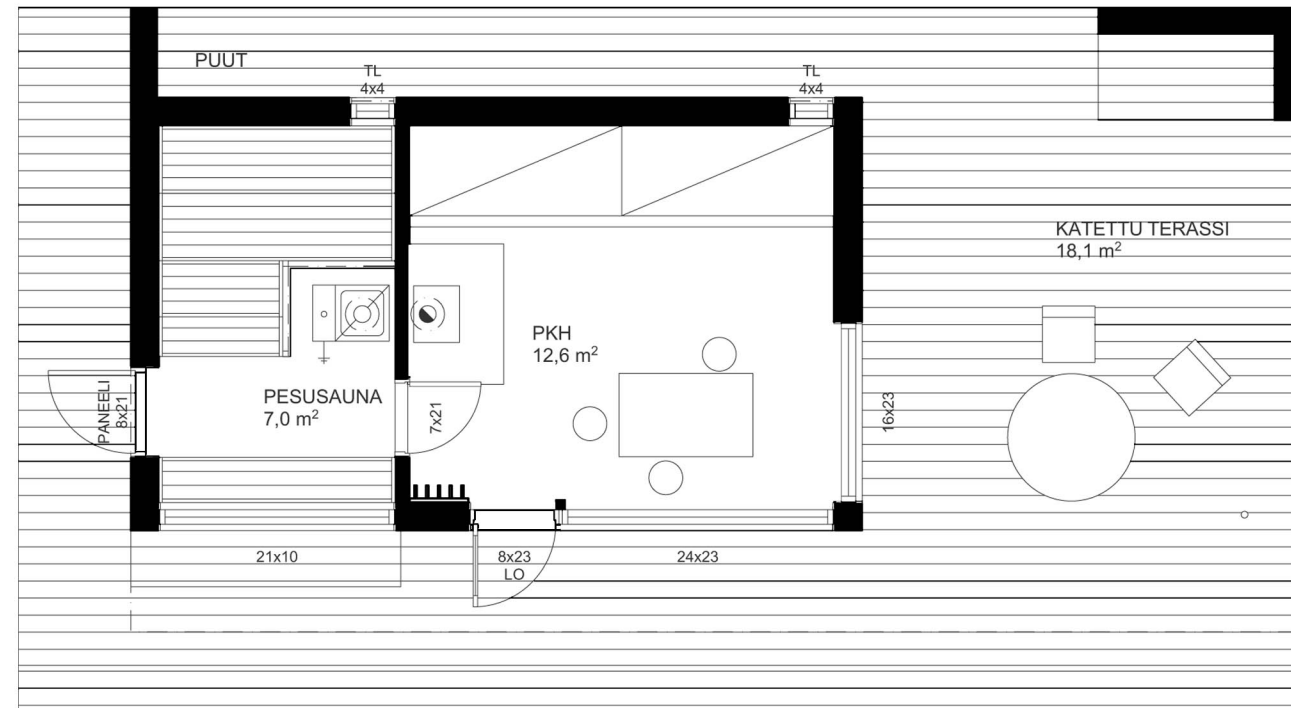 PUUT
TL
4x4
TL
4x4
KATETTU TERASSI
18,1 m²
PKH
12,6 m²
PESUSAUNA
7,0 m²
PANEELI
8x21
7x21
16x23
21x10
8x23
LO
24x23